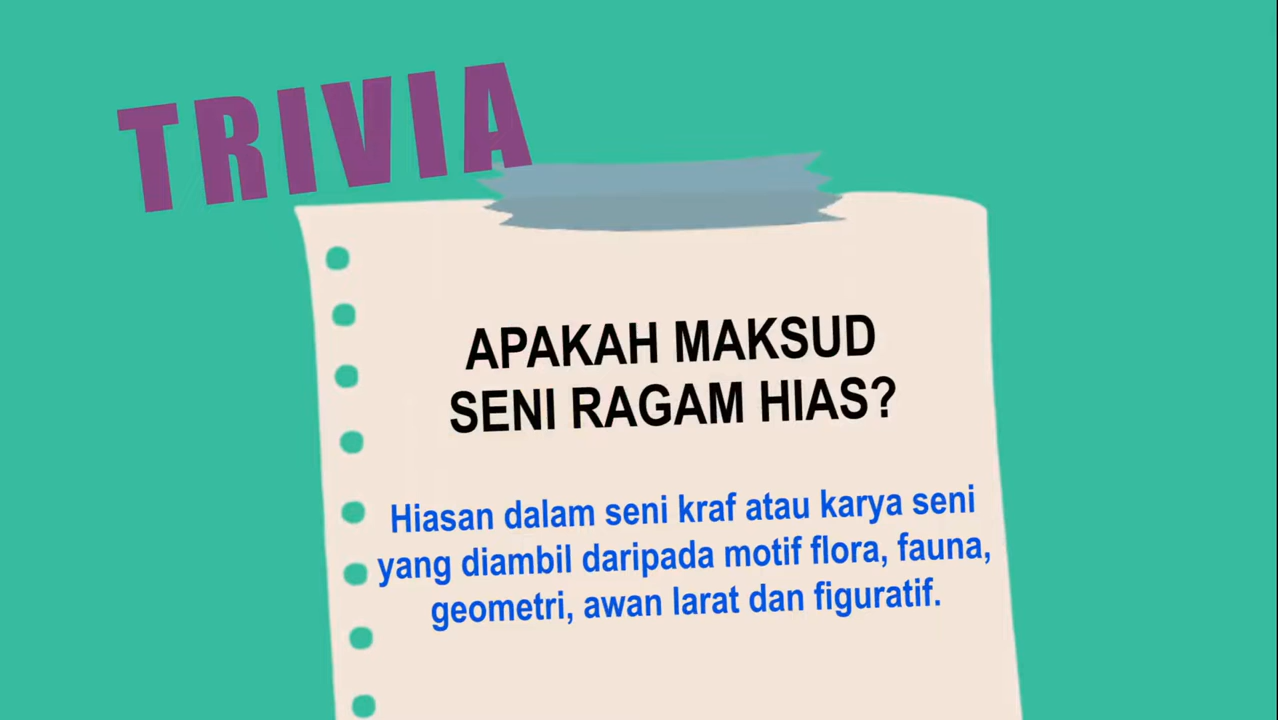 TRIVIA
APAKAH MAKSUD
SENI RAGAM HIAS?
Hiasan dalam seni kraf atau karya seni
yang diambil daripada motif flora, fauna,
geometri, awan larat dan figuratif.